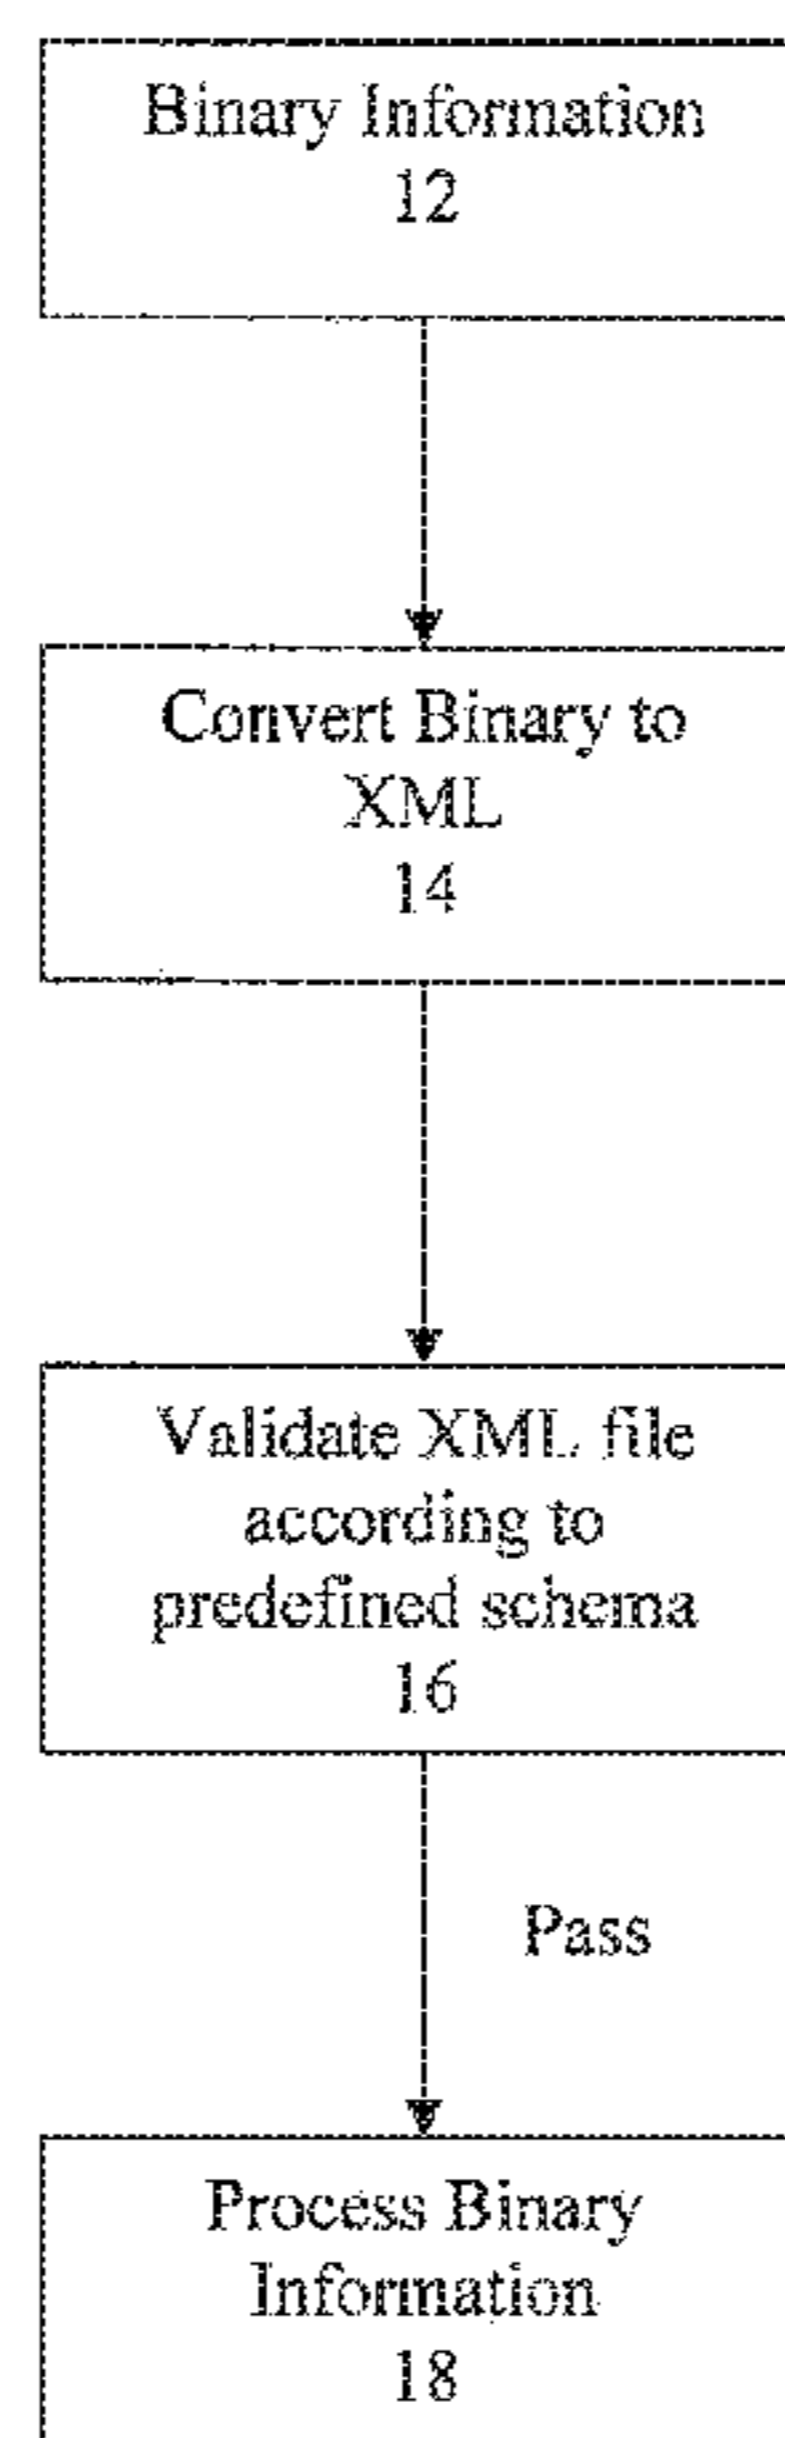 Binary Information
12
Convert Binary to
XML
14
Validate XML file
according to
predefined schema
16
Pass
Process Binary
Information
18